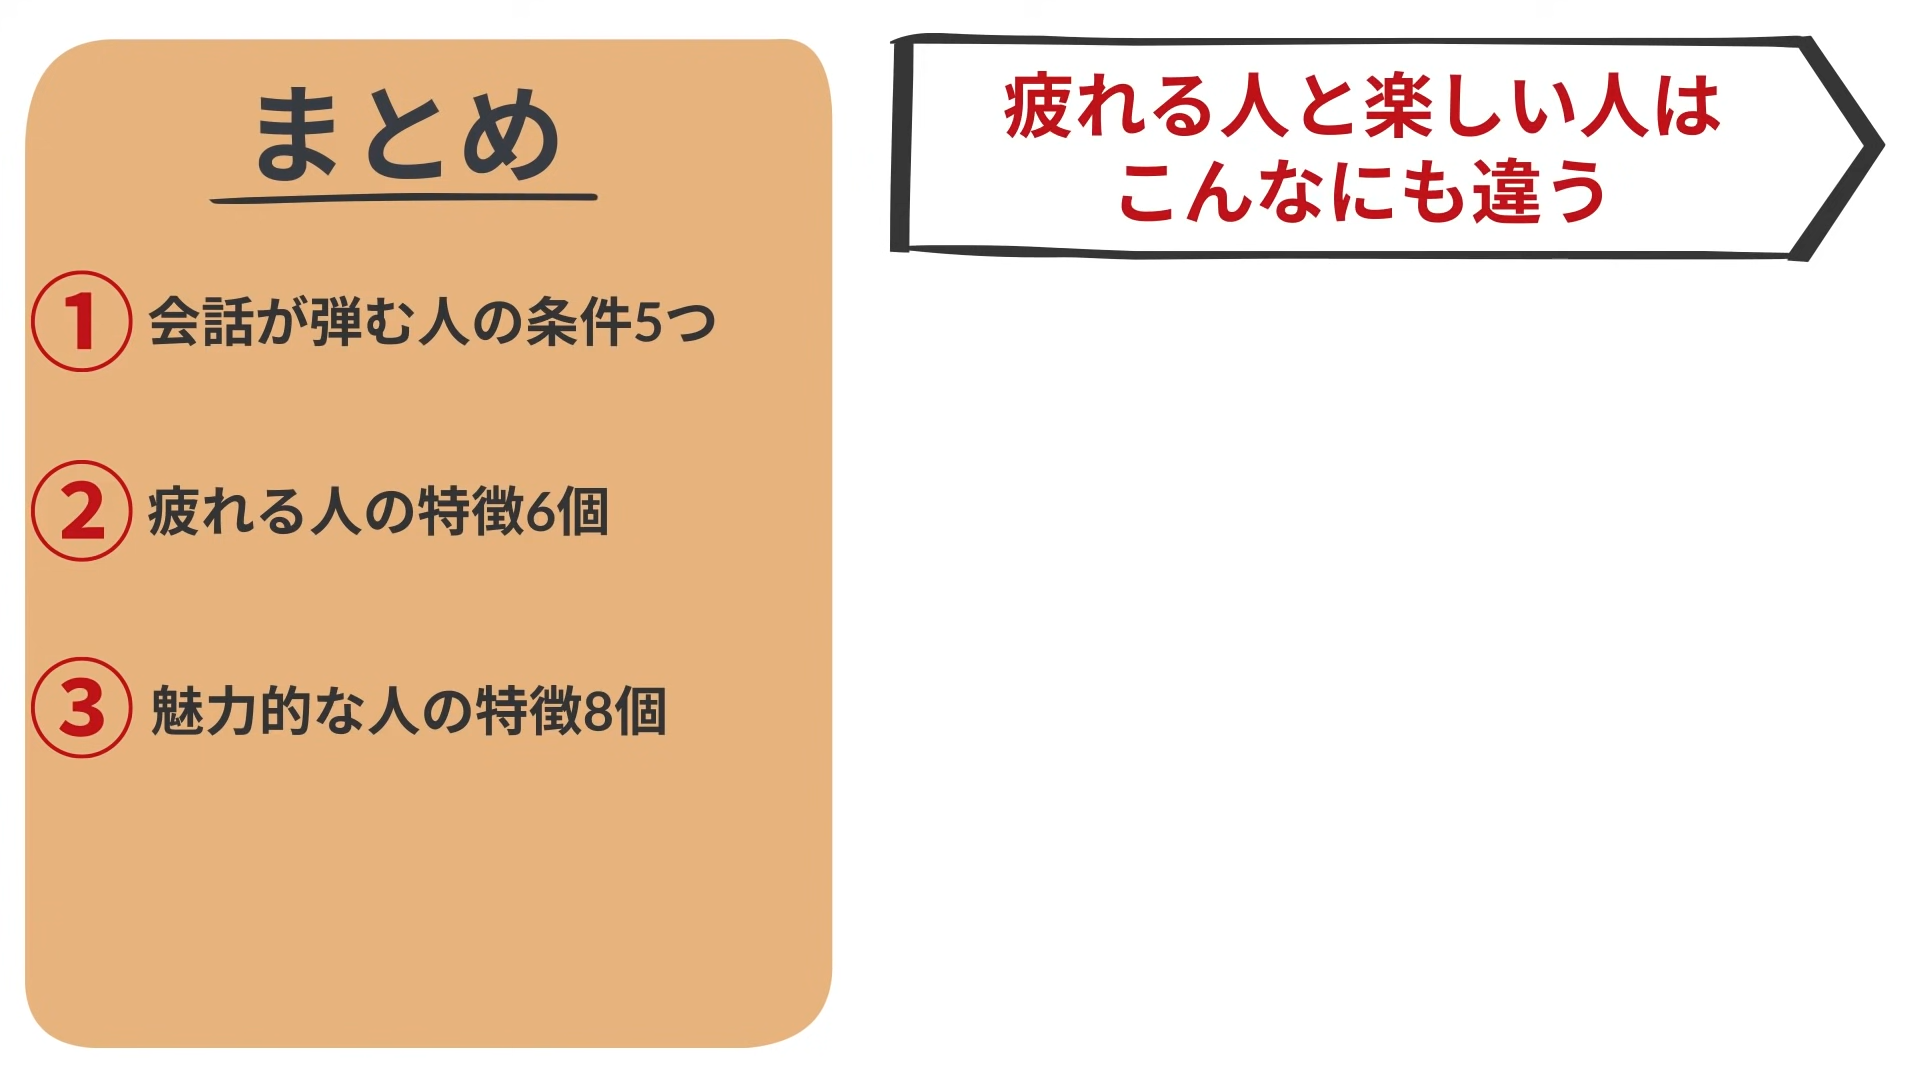 まとめ
① 会話が弾む人の条件5つ
② 疲れる人の特徴6個
③ 魅力的な人の特徴8個
疲れる人と楽しい人は
こんなにも違う